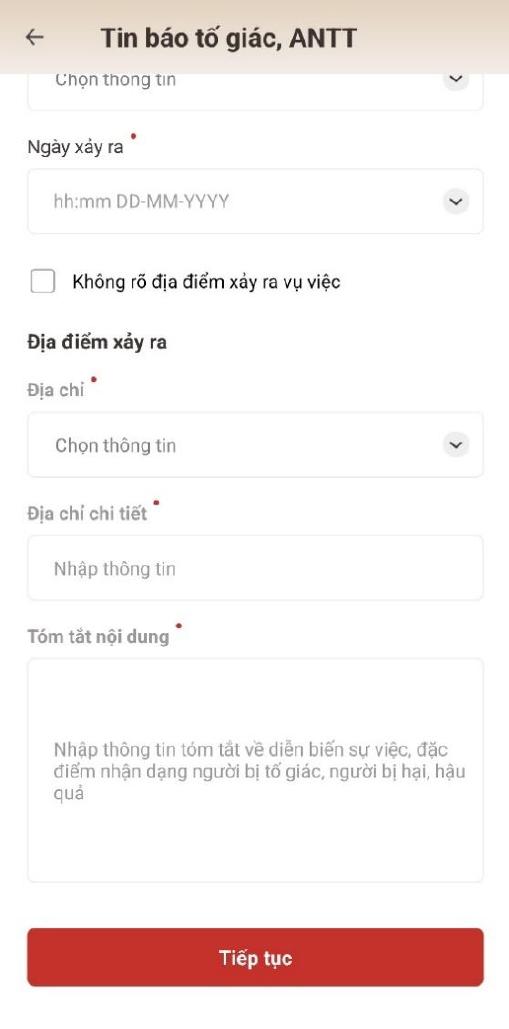 Tin báo tố giác, ANTT
Chọn thông tin
Ngày xảy ra
hh:mm DD-MM-YYYY
Không rõ địa điểm xảy ra vụ việc
Địa điểm xảy ra
Địa chỉ
Chọn thông tin
Địa chỉ chi tiết
Nhập thông tin
Tóm tắt nội dung
Nhập thông tin tóm tắt về diễn biến sự việc, đặc
điểm nhận dạng người bị tố giác, người bị hại, hậu
quả
Tiếp tục